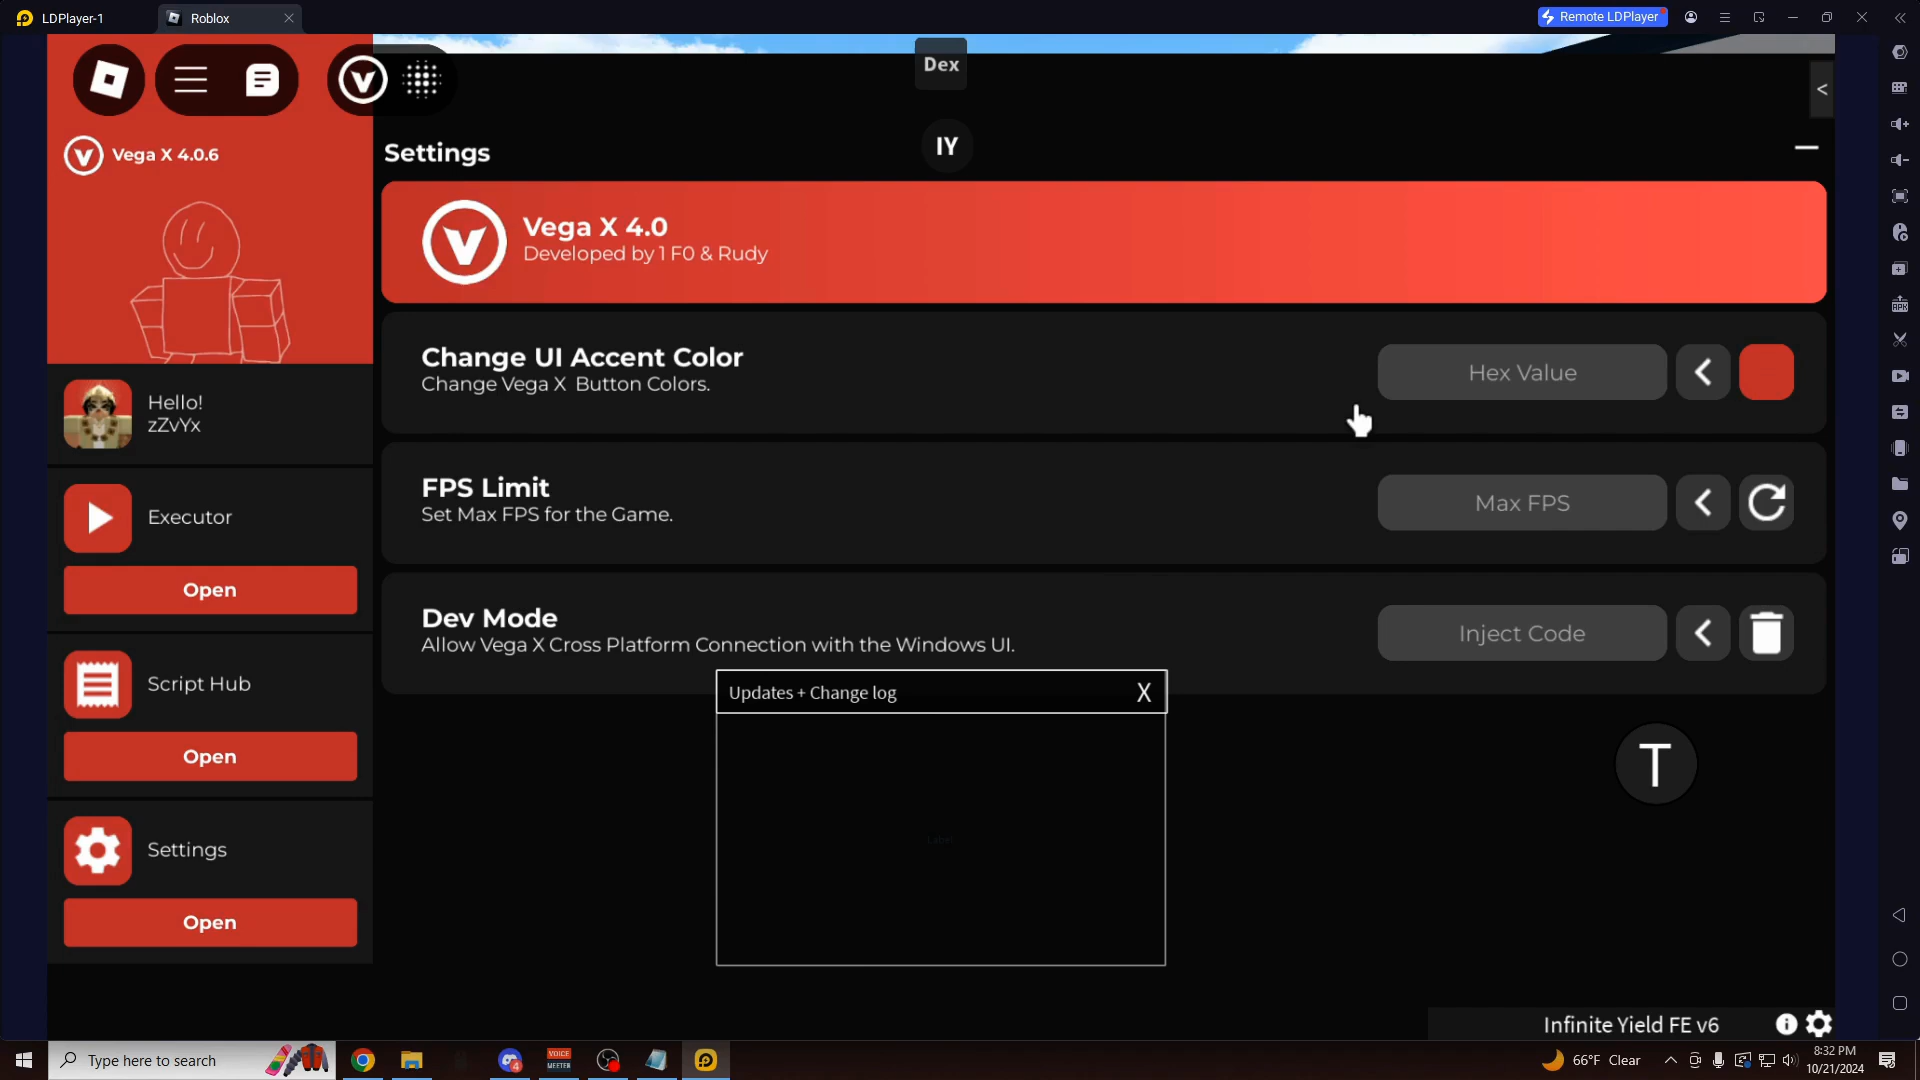 LDPlayer-1
Roblox
Remote LDPlayer
Dex
<
IY
Vega X 4.0.6
Settings
Vega X 4.0
Developed by 1 F0 & Rudy
Change UI Accent Color
Change Vega X Button Colors.
Hex Value
Hello!
zZvYx
FPS Limit
Set Max FPS for the Game.
Max FPS
Executor
Open
Dev Mode
Allow Vega X Cross Platform Connection with the Windows UI.
Inject Code
Script Hub
Open
Updates + Change log
X
T
Label
Settings
Open
Infinite Yield FE v6
Type here to search
VOICE
MEETER
4
66°F Clear
8:32 PM
10/21/2024